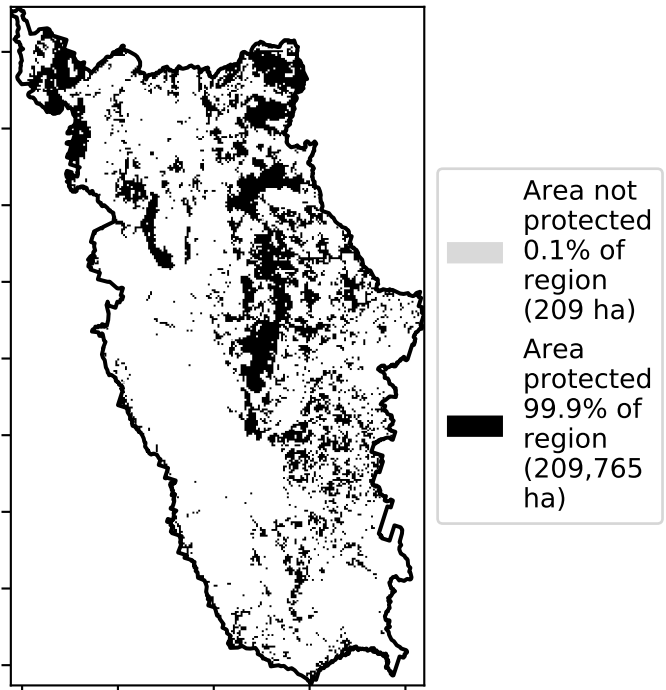 Area not
protected
0.1% of
region
(209 ha)
Area
protected
99.9% of
region
(209,765
ha)